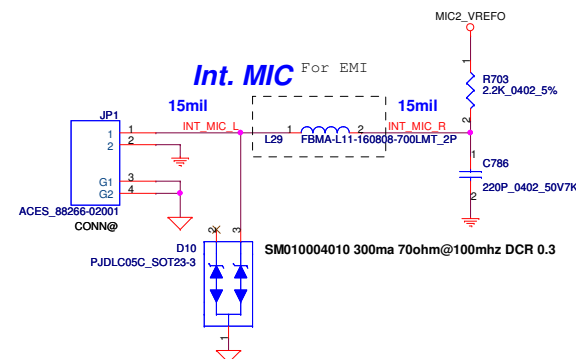 MIC2_VREFO
Int. MIC
For EMI
1
R703
2.2K_0402_5%
2
15mil
15mil
JP1
1
1
2
2
INT_MIC_L
L29
1
2
FBMA-L11-160808-700LMT_2P
INT_MIC_R
1
C786
220P_0402_50V7K
2
G1
3
G2
4
ACES_88266-02001
CONN@
D10
PJDLC05C_SOT23-3
2
3
1
SM010004010 300ma 70ohm@100mhz DCR 0.3